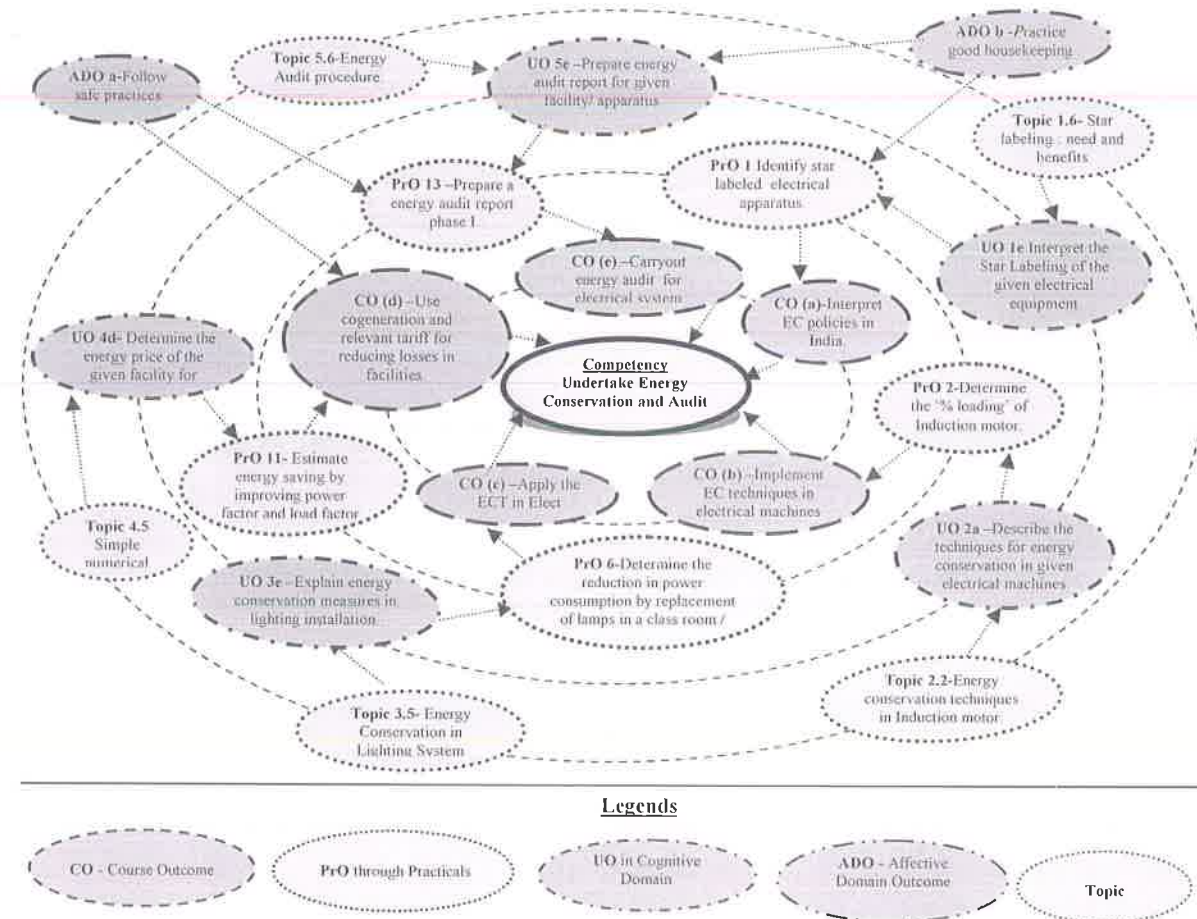 ADO b -Practice
good housekeeping
Topic 5.6-Energy
Audit procedure
ADO a-Follow
safe practices
UO 5e –Prepare energy
audit report for given
facility/ apparatus
Topic 1.6- Star
labeling : need and
benefits
PrO 1 Identify star
labeled electrical
apparatus
PrO 13 –Prepare a
energy audit report
phase I.
UO 1e Interpret the
Star Labeling of the
given electrical
equipment
CO (e) –Carryout
energy audit for
electrical system
CO (d) –Use
cogeneration and
relevant tariff for
reducing losses in
facilities
CO (a)-Interpret
EC policies in
India.
UO 4d- Determine the
energy price of the
given facility for
Competency
Undertake Energy
Conservation and Audit
PrO 2-Determine
the '% loading' of
Induction motor.
PrO 11- Estimate
energy saving by
improving power
factor and load factor
CO (c) –Apply the
ECT in Elect
CO (b) –Implement
EC techniques in
electrical machines
Topic 4.5
Simple
numerical
UO 2a –Describe the
techniques for energy
conservation in given
electrical machines
UO 3e –Explain energy
conservation measures in
lighting installation
PrO 6-Determine the
reduction in power
consumption by replacement
of lamps in a class room /
Topic 2.2-Energy
conservation techniques
in Induction motor
Topic 3.5- Energy
Conservation in
Lighting System
Legends
CO - Course Outcome
PrO through Practicals
UO in Cognitive
Domain
ADO - Affective
Domain Outcome
Topic